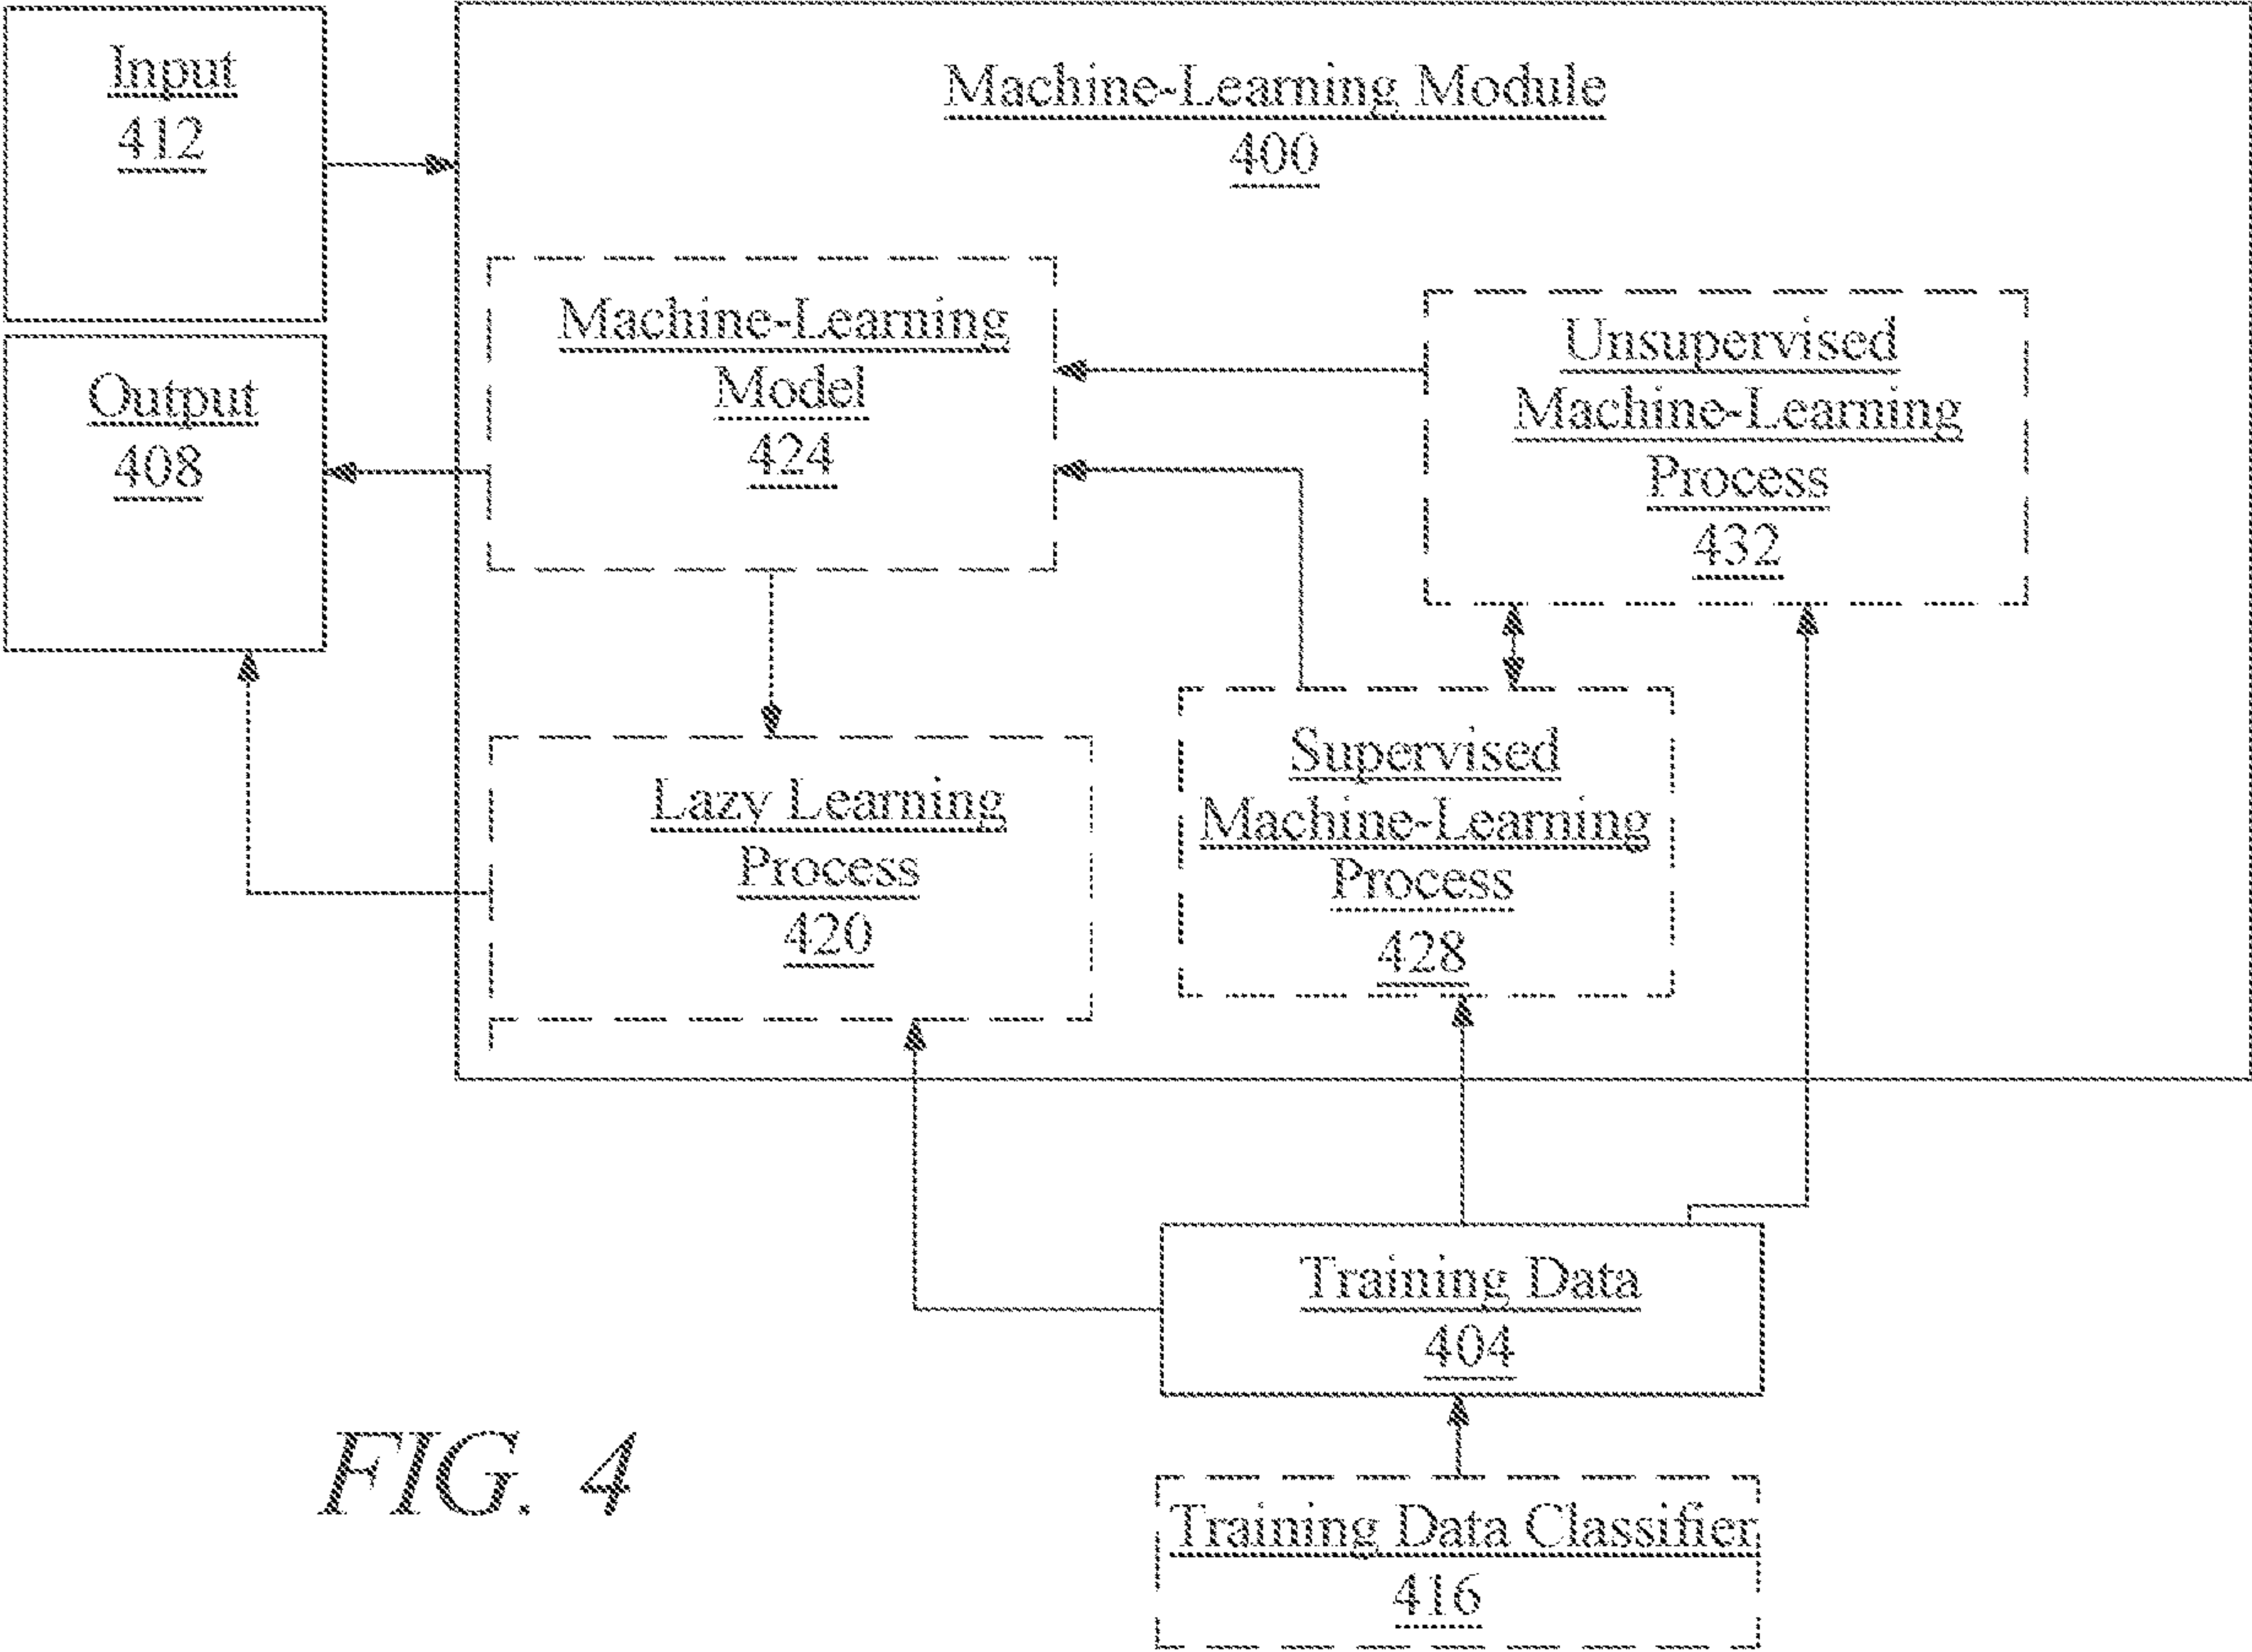 Input
412
Machine-Learning Module
400
Machine-Learning
Model
424
Unsupervised
Machine-Learning
Process
432
Output
408
Lazy Learning
Process
420
Supervised
Machine-Learning
Process
428
Training Data
404
Training Data Classifier
416
FIG. 4